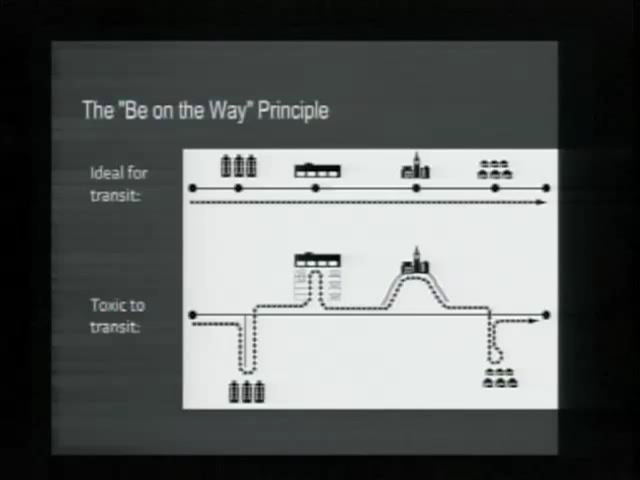 The "Be on the Way" Principle
Ideal for
transit:
Toxic to
transit: